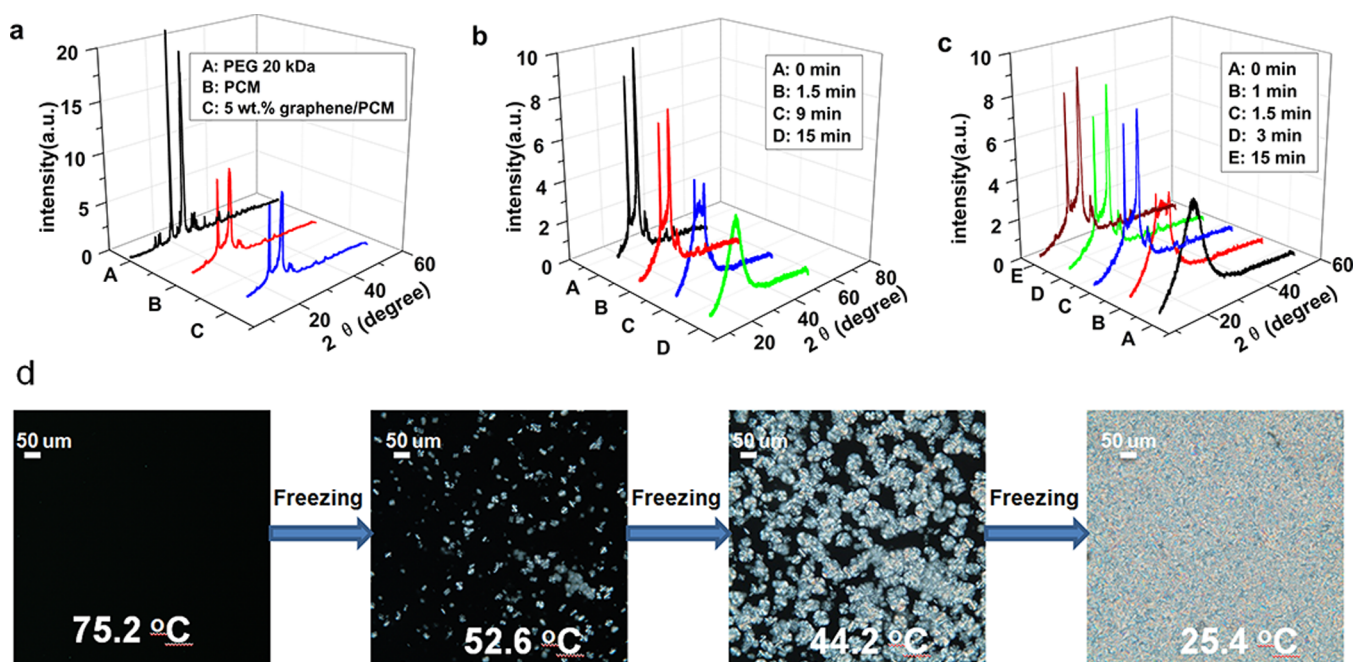 a
intensity(a.u.)
20
15
10
5
0
A: PEG 20 kDa
B: PCM
C: 5 wt.% graphene/PCM
A
B
C
20
40
60
2 θ (degree)
b
intensity(a.u.)
10
8
6
4
2
0
A: 0 min
B: 1.5 min
C: 9 min
D: 15 min
A
B
C
D
20
40
60
80
2 θ (degree)
c
intensity(a.u.)
10
8
6
4
2
0
A: 0 min
B: 1 min
C: 1.5 min
D: 3 min
E: 15 min
E
D
C
B
A
20
40
60
2 θ (degree)
d
50 um
75.2 ºC
Freezing
50 um
52.6 ºC
Freezing
50 um
44.2 ºC
Freezing
50 um
25.4 ºC